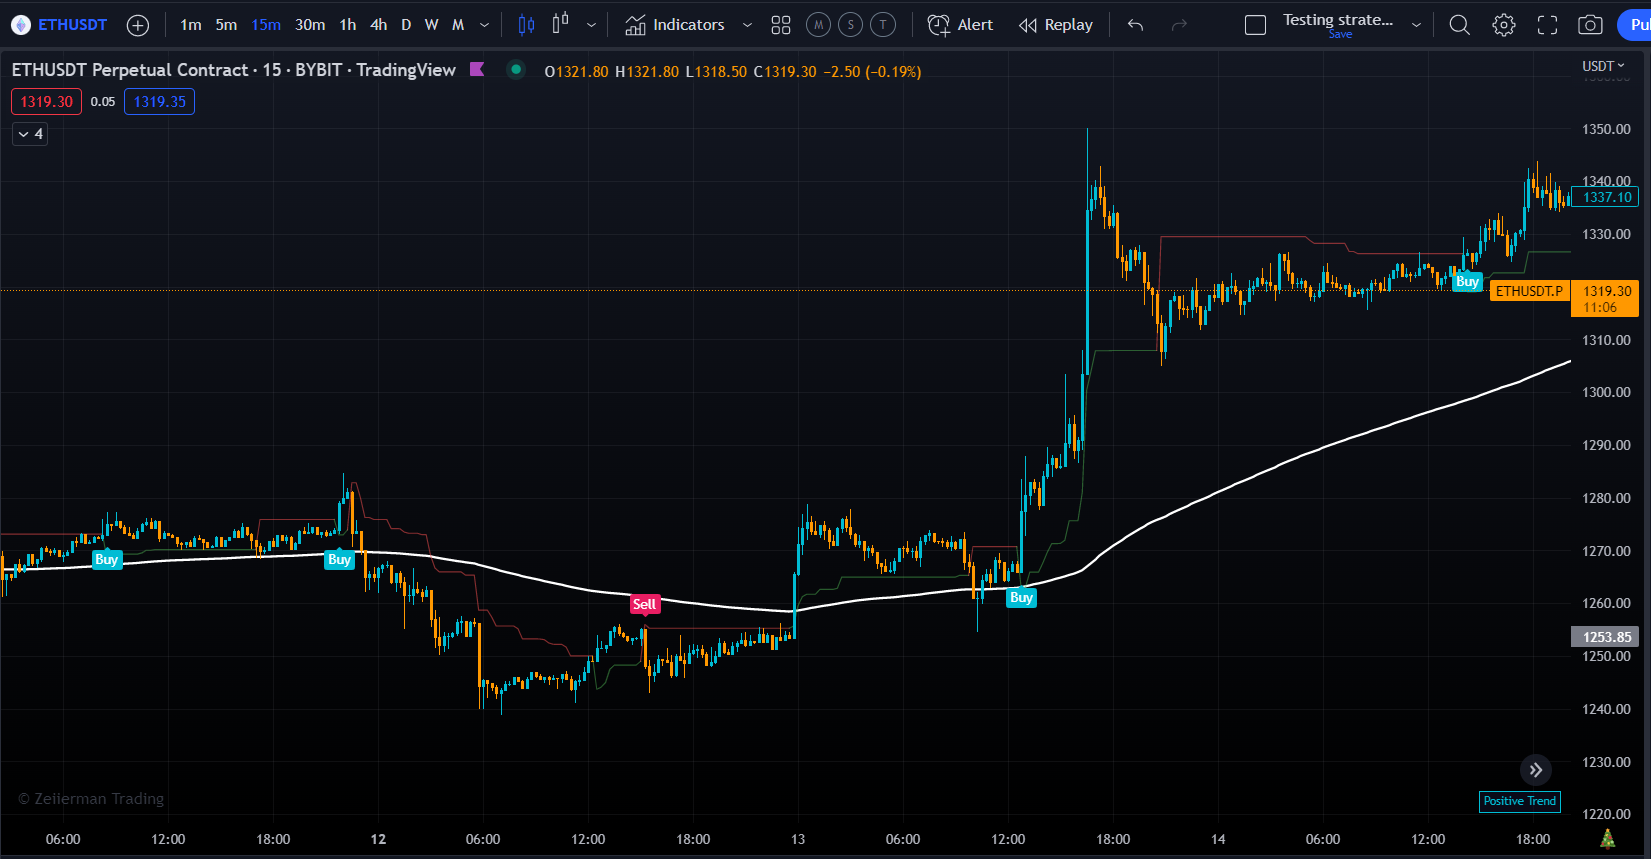 ETHUSDT 1m 5m 15m 30m 1h 4h D W M Indicators M S T Alert Replay Testing strate... Pu
Save
ETHUSDT Perpetual Contract · 15 · BYBIT · TradingView O1321.80 H1321.80 L1318.50 C1319.30 −2.50 (−0.19%) USDT
1319.30 0.05 1319.35
4
1350.00
1340.00
1337.10
1330.00
Buy
ETHUSDT.P 1319.30
11:06
1310.00
1300.00
1290.00
1280.00
1270.00
Buy Buy
Buy
Sell
1260.00
1253.85
1250.00
1240.00
1230.00
© Zeiierman Trading
Positive Trend
1220.00
06:00 12:00 18:00 12 06:00 12:00 18:00 13 06:00 12:00 18:00 14 06:00 12:00 18:00